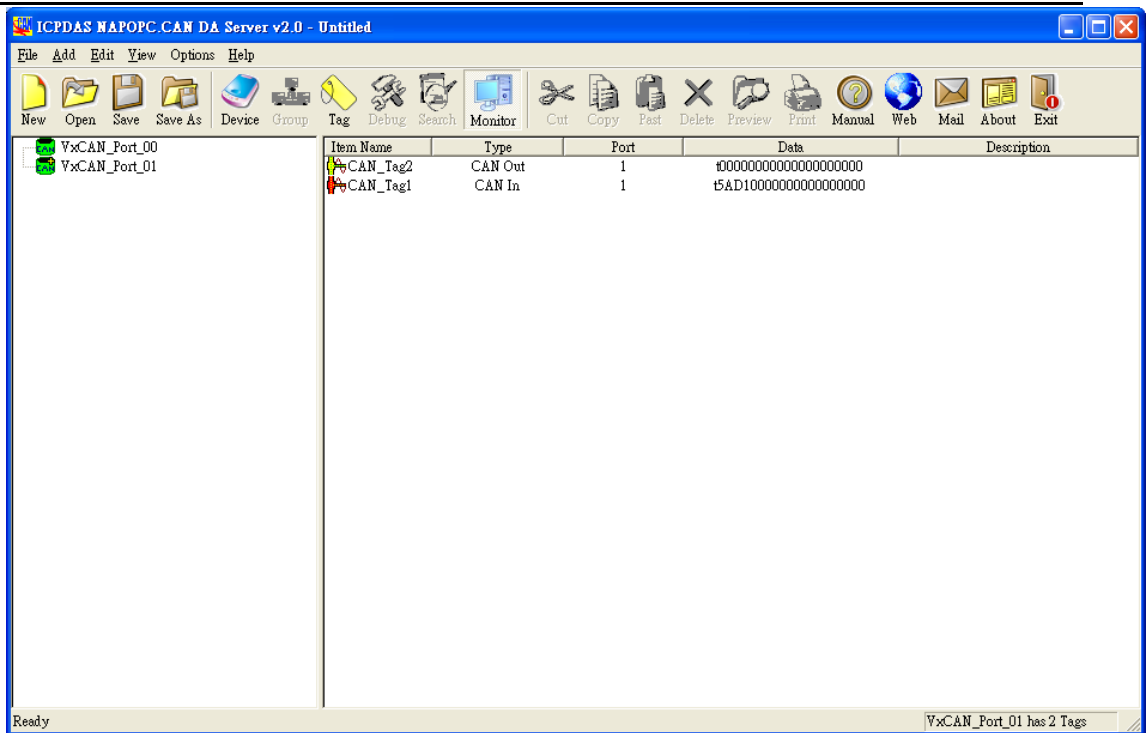 ICPDAS NAPOPC.CAN DA Server v2.0 - Untitled
File Add Edit View Options Help
New Open Save Save As Device Group Tag Debug Search Monitor Cut Copy Past Delete Preview Print Manual Web Mail About Exit
VxCAN_Port_00
VxCAN_Port_01
Item Name Type Port Data Description
CAN_Tag2 CAN Out 1 t00000000000000000000
CAN_Tag1 CAN In 1 t5AD10000000000000000
Ready
VxCAN_Port_01 has 2 Tags